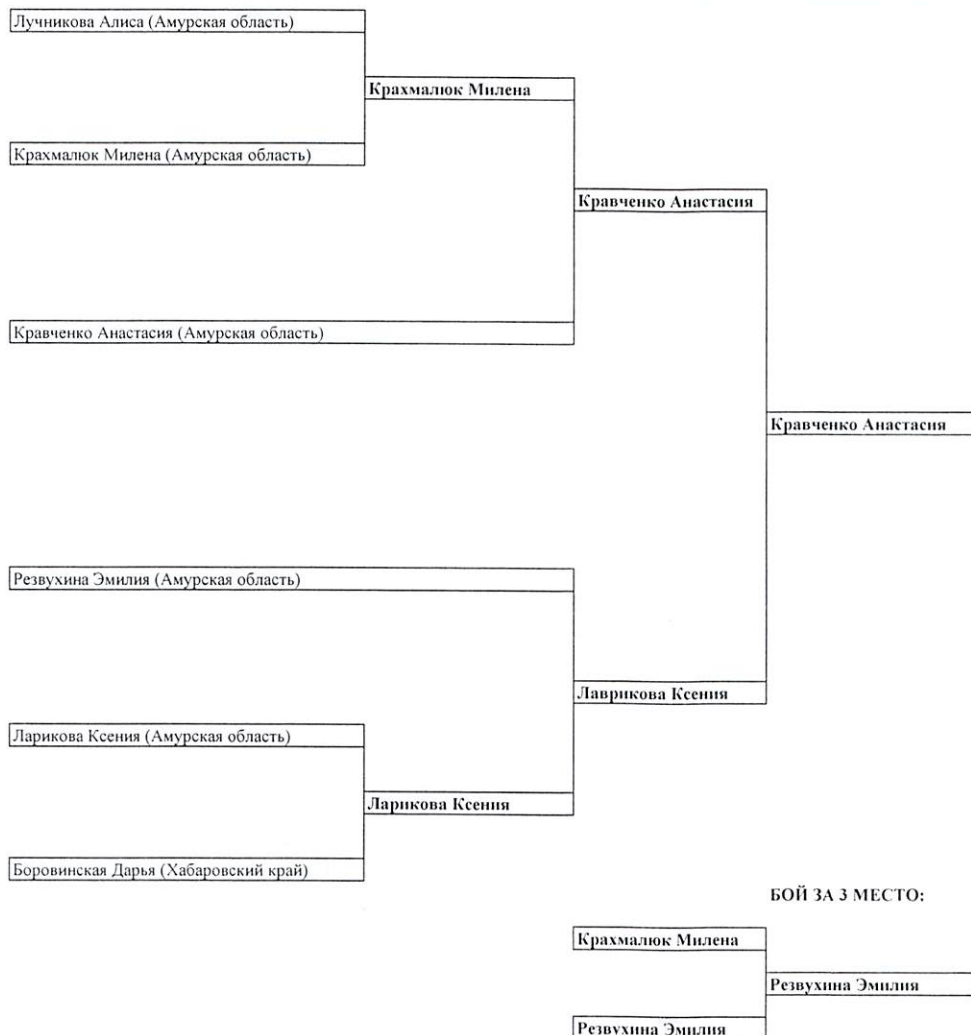 Лучникова Алиса (Амурская область)
Крахмалюк Милена
Крахмалюк Милена (Амурская область)
Кравченко Анастасия
Кравченко Анастасия (Амурская область)
Кравченко Анастасия
Резвухина Эмилия (Амурская область)
Лаврикова Ксения
Ларикова Ксения (Амурская область)
Ларикова Ксения
Боровинская Дарья (Хабаровский край)
БОЙ ЗА 3 МЕСТО:
Крахмалюк Милена
Резвухина Эмилия
Резвухина Эмилия